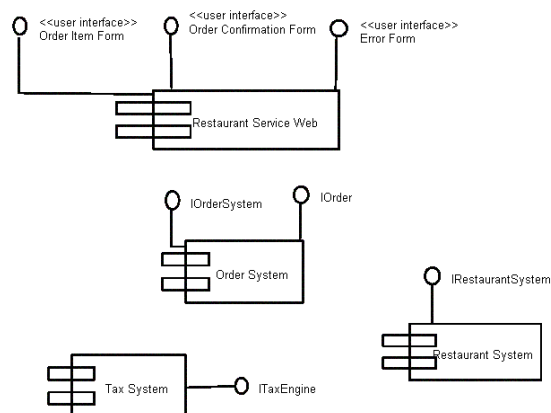 <<user interface>>
Order Item Form
<<user interface>>
Order Confirmation Form
<<user interface>>
Error Form
Restaurant Service Web
IOrderSystem
IOrder
Order System
IRestaurantSystem
Restaurant System
Tax System
ITaxEngine